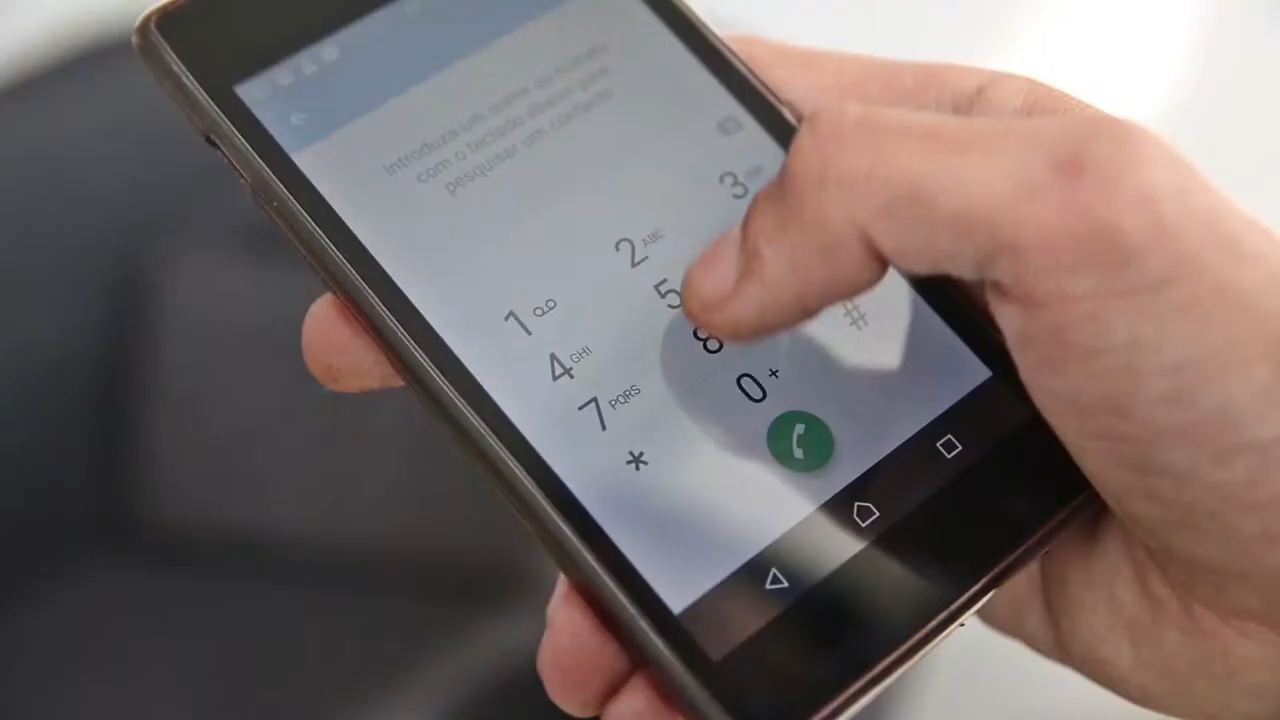 Introduza um nome ou número
com o teclado abaixo para
pesquisar um contacto
1
2 ABC
3
4 GHI
5
7 PQRS
8
*
0 +
#